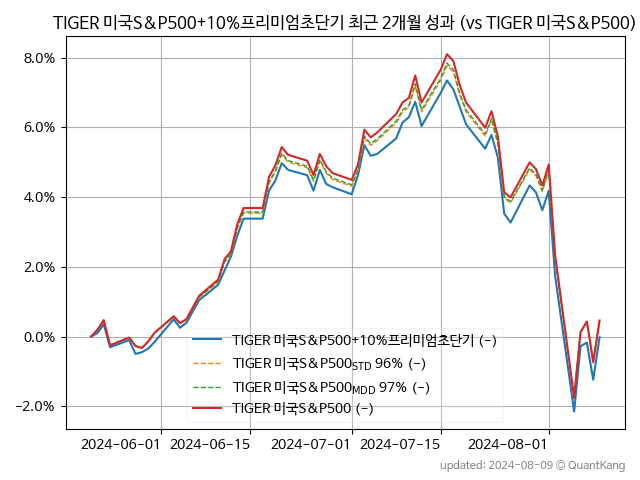 TIGER 미국S&P500+10%프리미엄초단기 최근 2개월 성과 (vs TIGER 미국S&P500)
8.0%
6.0%
4.0%
2.0%
0.0%
−2.0%
TIGER 미국S&P500+10%프리미엄초단기 (-)
TIGER 미국S&P500STD 96% (-)
TIGER 미국S&P500MDD 97% (-)
TIGER 미국S&P500 (-)
2024-06-01 2024-06-15 2024-07-01 2024-07-15 2024-08-01
updated: 2024-08-09 © QuantKang